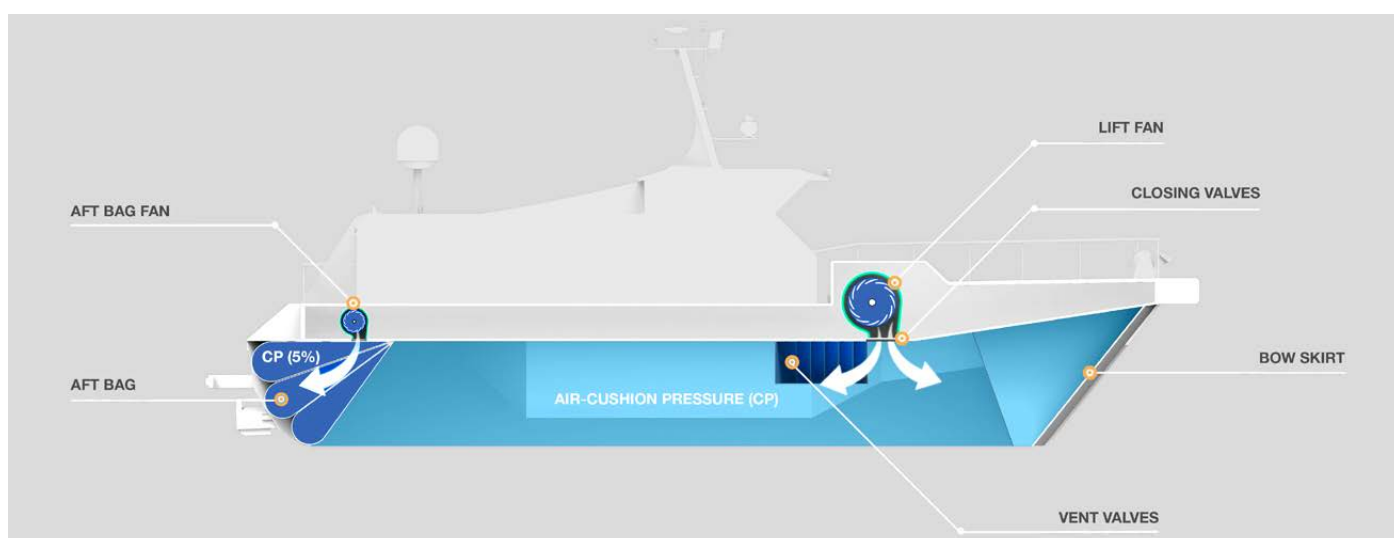 LIFT FAN
CLOSING VALVES
AFT BAG FAN
CP (5%)
BOW SKIRT
AFT BAG
AIR-CUSHION PRESSURE (CP)
VENT VALVES